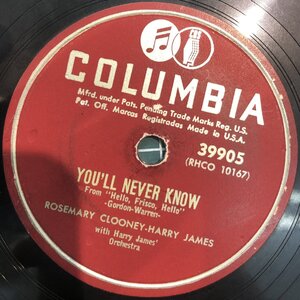 COLUMBIA
Mfrd. under Pats. Pending Trade Marks Reg. U.S.
Pat. Off. Marcas Registradas Made in U.S.A.
39905
(RHCO 10167)
YOU'LL NEVER KNOW
From "Hello, Frisco, Hello"
-Gordon-Warren-
ROSEMARY CLOONEY-HARRY JAMES
with Harry James'
Orchestra